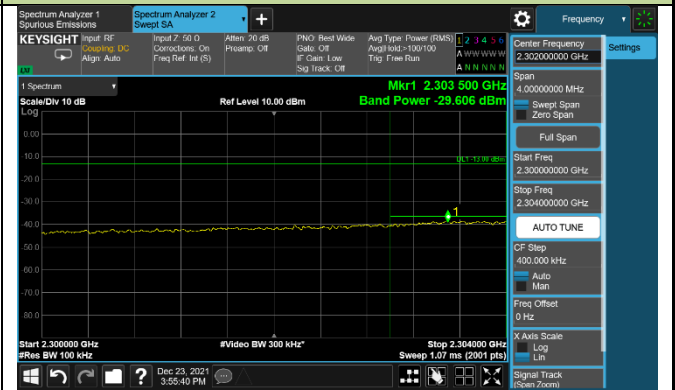 Spectrum Analyzer 1
Spurious Emissions
Spectrum Analyzer 2
Swept SA
Frequency
KEYSIGHT
Input: RF
Coupling: DC
Align: Auto
Input Z: 50 Ω
Corrections: On
Freq Ref: Int (S)
Atten: 20 dB
Preamp: Off
PNO: Best Wide
Gate: Off
IF Gain: Low
Sig Track: Off
Avg Type: Power (RMS)
Avg|Hold:>100/100
Trig: Free Run
1 2 3 4 5 6
A W W W W W
A N N N N N
1 Spectrum
Scale/Div 10 dB
Log
Ref Level 10.00 dBm
Mkr1 2.303 500 GHz
Band Power -29.606 dBm
0.00
-10.0
-20.0
-30.0
-40.0
-50.0
-60.0
-70.0
-80.0
DL1 -13.00 dBm
1
Start 2.300000 GHz
#Res BW 100 kHz
#Video BW 300 kHz*
Stop 2.304000 GHz
Sweep 1.07 ms (2001 pts)
Dec 23, 2021
3:55:40 PM
Center Frequency
2.302000000 GHz
Settings
Span
4.00000000 MHz
Swept Span
Zero Span
Full Span
Start Freq
2.300000000 GHz
Stop Freq
2.304000000 GHz
AUTO TUNE
CF Step
400.000 kHz
Auto
Man
Freq Offset
0 Hz
X Axis Scale
Log
Lin
Signal Track
(Span Zoom)